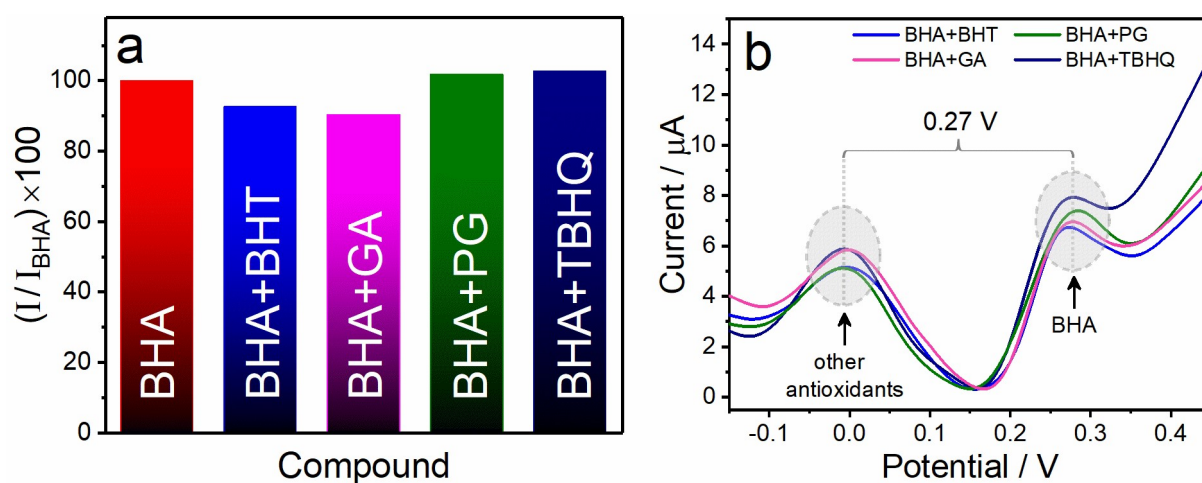 a
(I / I_BHA)×100
100
80
60
40
20
0
BHA
BHA+BHT
BHA+GA
BHA+PG
BHA+TBHQ
Compound
b
BHA+BHT
BHA+PG
BHA+GA
BHA+TBHQ
0.27 V
Current / µA
14
12
10
8
6
4
2
0
other
antioxidants
BHA
-0.1
0.0
0.1
0.2
0.3
0.4
Potential / V